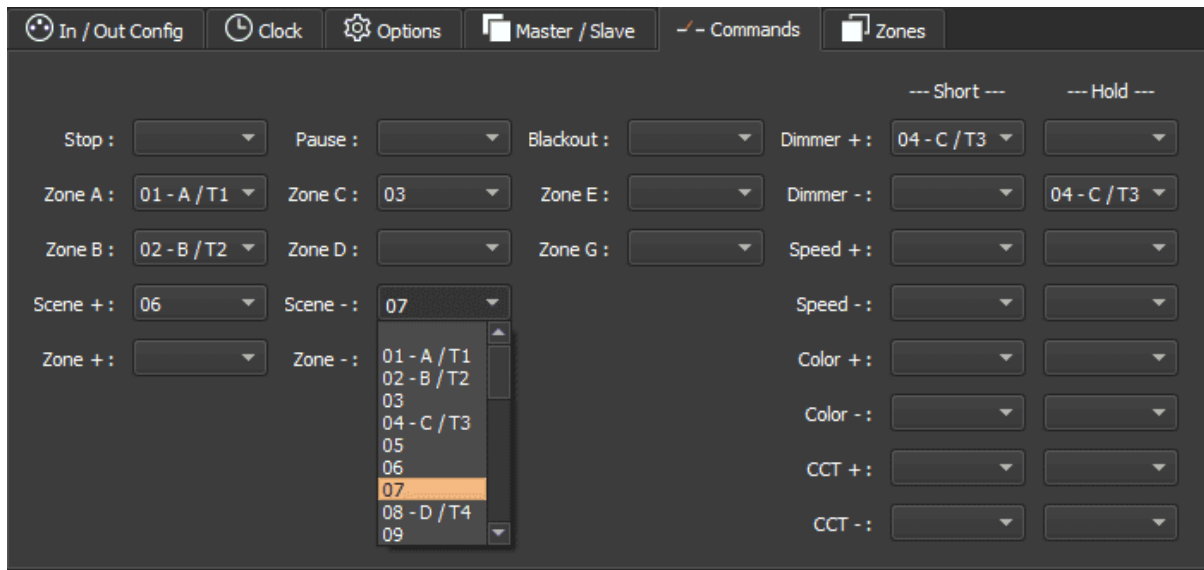 In / Out Config Clock Options Master / Slave Commands Zones
--- Short --- --- Hold ---
Stop : Pause : Blackout : Dimmer + : 04 - C / T3
Zone A : 01 - A / T1 Zone C : 03 Zone E : Dimmer - : 04 - C / T3
Zone B : 02 - B / T2 Zone D : Zone G : Speed + :
Scene + : 06 Scene - : 07 Speed - :
Zone + : Zone - : Color + :
01 - A / T1
02 - B / T2
03
04 - C / T3
05
06
07
08 - D / T4
09
Color - :
CCT + :
CCT - :